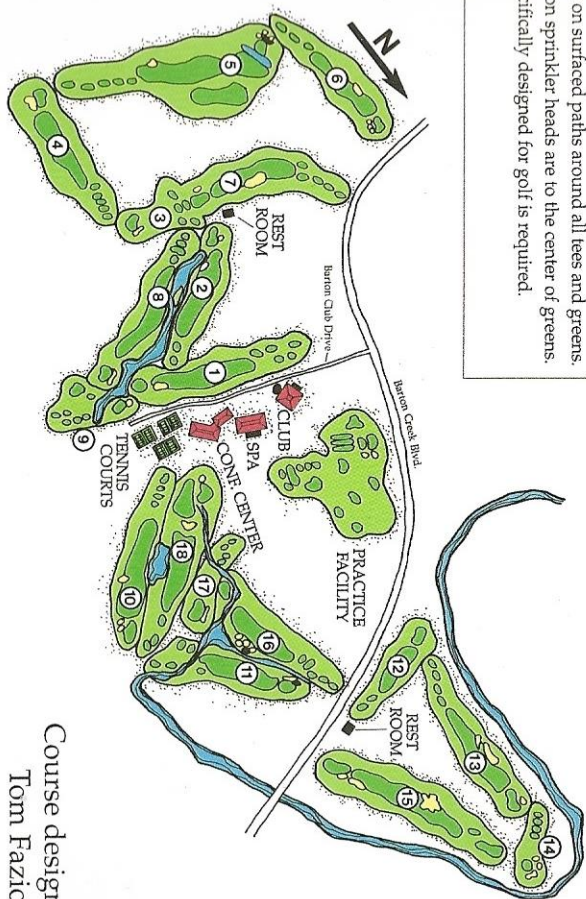 on surfaced paths around all tees and greens.
on sprinkler heads are to the center of greens.
cifically designed for golf is required.
N
6
5
4
3
7
REST
ROOM
2
8
1
9
Barton Club Drive
Barton Creek Blvd.
CLUB
SPA
CONF. CENTER
TENNIS
COURTS
PRACTICE
FACILITY
10
18
17
16
11
12
REST
ROOM
13
14
15
Course design
Tom Fazio